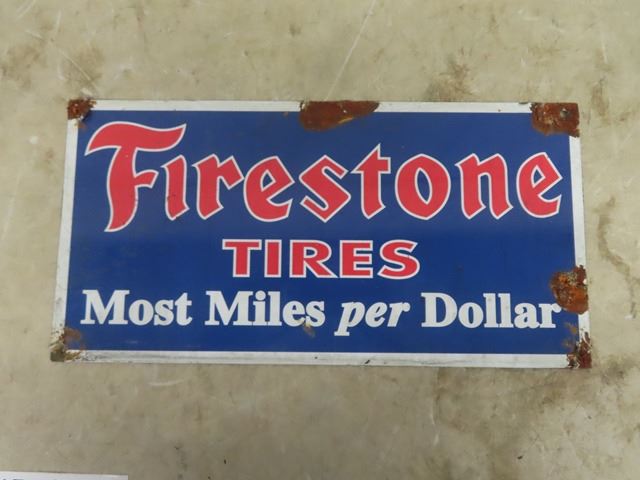 Firestone
TIRES
Most Miles per Dollar